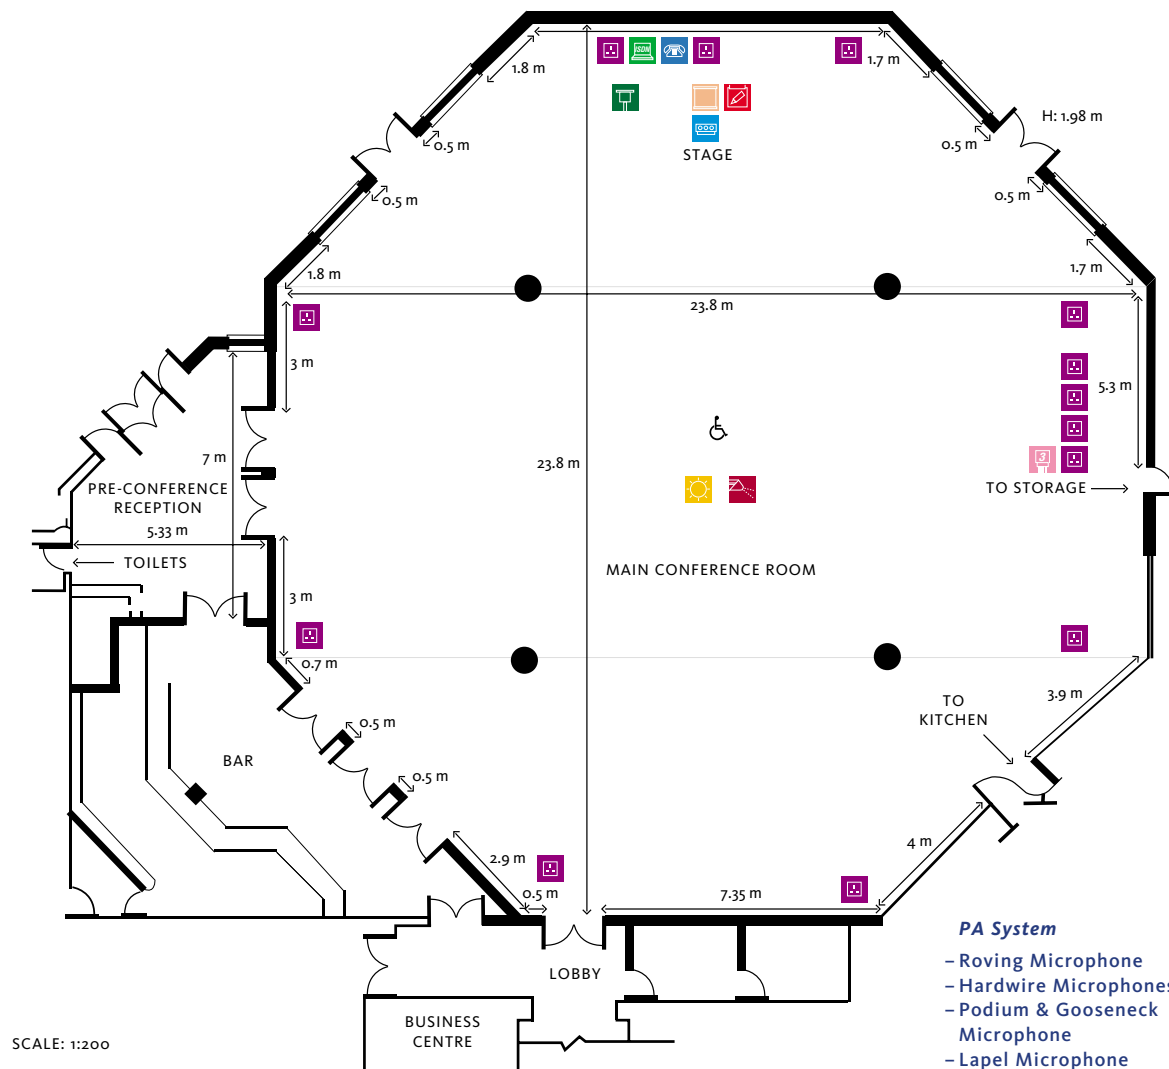 ISDN
1.8 m
1.7 m
H: 1.98 m
0.5 m
0.5 m
STAGE
0.5 m
0.5 m
1.8 m
1.7 m
23.8 m
3 m
5.3 m
7 m
23.8 m
3
PRE-CONFERENCE
RECEPTION
TO STORAGE
5.33 m
TOILETS
MAIN CONFERENCE ROOM
3 m
0.7 m
3.9 m
TO
KITCHEN
0.5 m
BAR
0.5 m
4 m
2.9 m
0.5 m
7.35 m
PA System
– Roving Microphone
– Hardwire Microphones
– Podium & Gooseneck
Microphone
– Lapel Microphone
LOBBY
BUSINESS
CENTRE
SCALE: 1:200